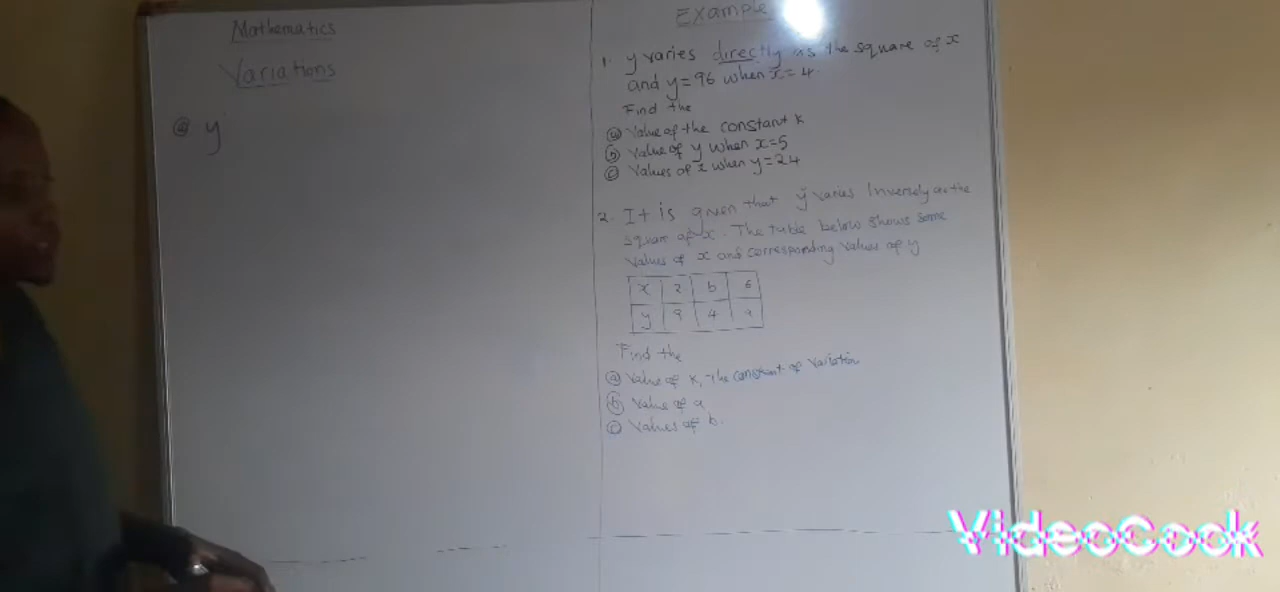 Mathematics
Variations
ⓐ y
Example
1. y varies directly as the square of x
and y=96 when x=4.
Find the
ⓐ Value of the constant k
ⓑ Value of y when x=5
ⓒ Values of x when y=24
2. It is given that y varies Inversely as the
square of x. The table below shows some
values of x and corresponding values of y
x 2 b 6
y 9 4 a
Find the
ⓐ Value of k, the constant of variation
ⓑ Value of a
ⓒ Values of b.
VideoCook